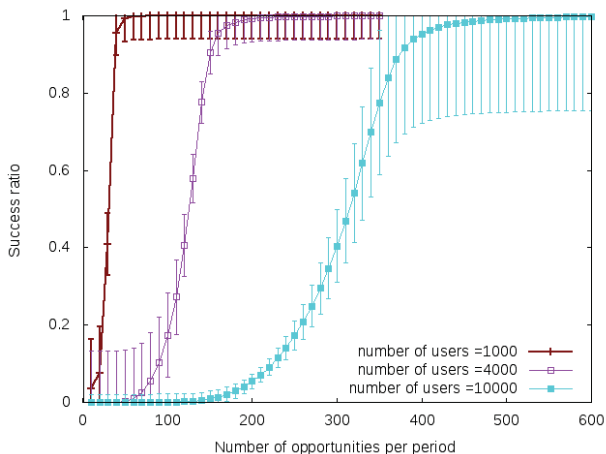 1
0.8
0.6
0.4
0.2
0
0 100 200 300 400 500 600
Success ratio
Number of opportunities per period
number of users =1000
number of users =4000
number of users =10000